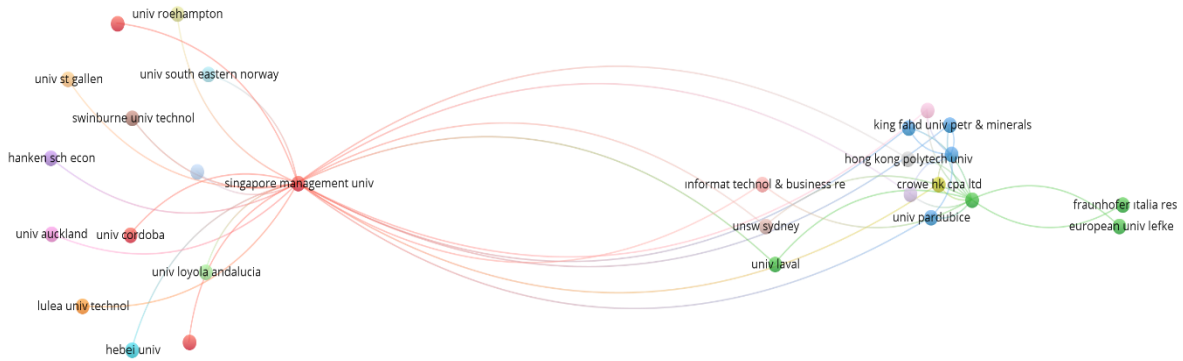 univ roehampton
univ st gallen
univ south eastern norway
swinburne univ technol
hanken sch econ
singapore management univ
univ auckland
univ cordoba
univ loyola andalucia
lulea univ technol
hebei univ
king fahd univ petr & minerals
hong kong polytech univ
ınformat technol & business re
crowe hk cpa ltd
univ pardubice
unsw sydney
univ laval
fraunhofer ıtalia res
european univ lefke